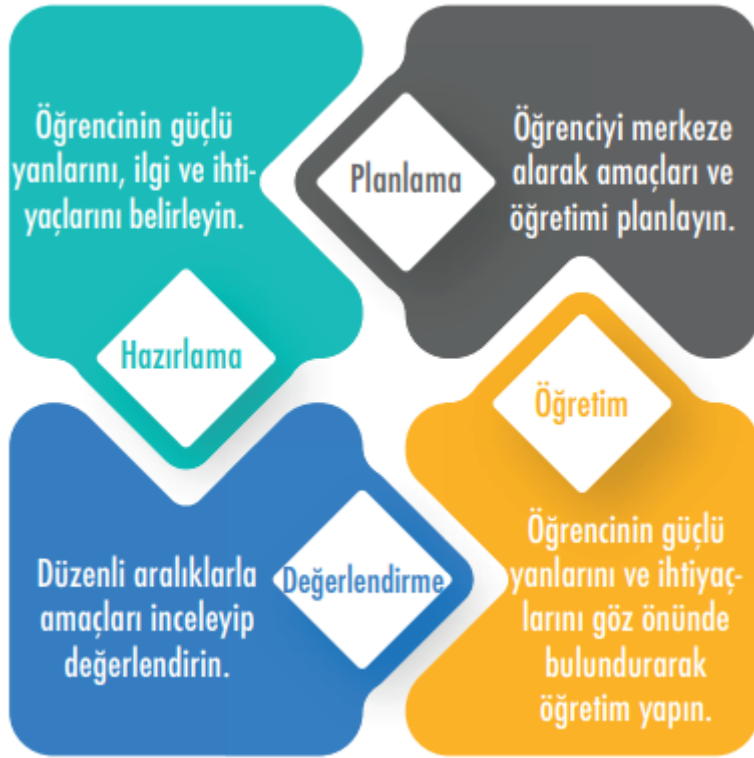 Öğrencinin güçlü
yanlarını, ilgi ve ihti-
yaçlarını belirleyin.
Hazırlama
Planlama
Öğrenciyi merkeze
alarak amaçları ve
öğretimi planlayın.
Öğretim
Öğrencinin güçlü
yanlarını ve ihtiyaç-
larını göz önünde
bulundurarak
öğretim yapın.
Değerlendirme
Düzenli aralıklarla
amaçları inceleyip
değerlendirin.